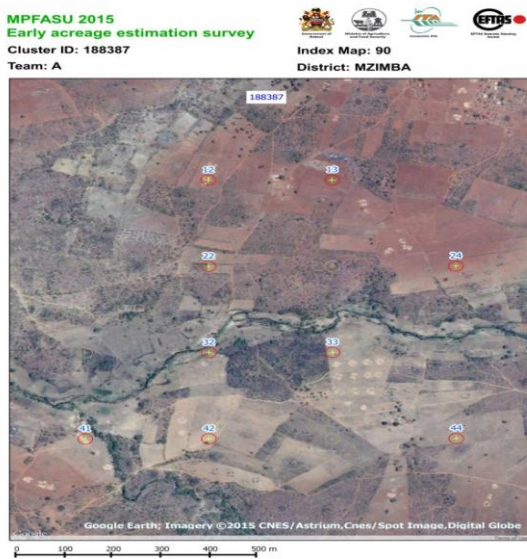 MPFASU 2015
Early acreage estimation survey
Cluster ID: 188387
Index Map: 90
Team: A
District: MZIMBA
EFTAS
188387
12
13
22
24
32
33
41
42
44
Google Earth; Imagery ©2015 CNES/Astrium,Cnes/Spot Image,Digital Globe
0 100 200 300 400 500 m